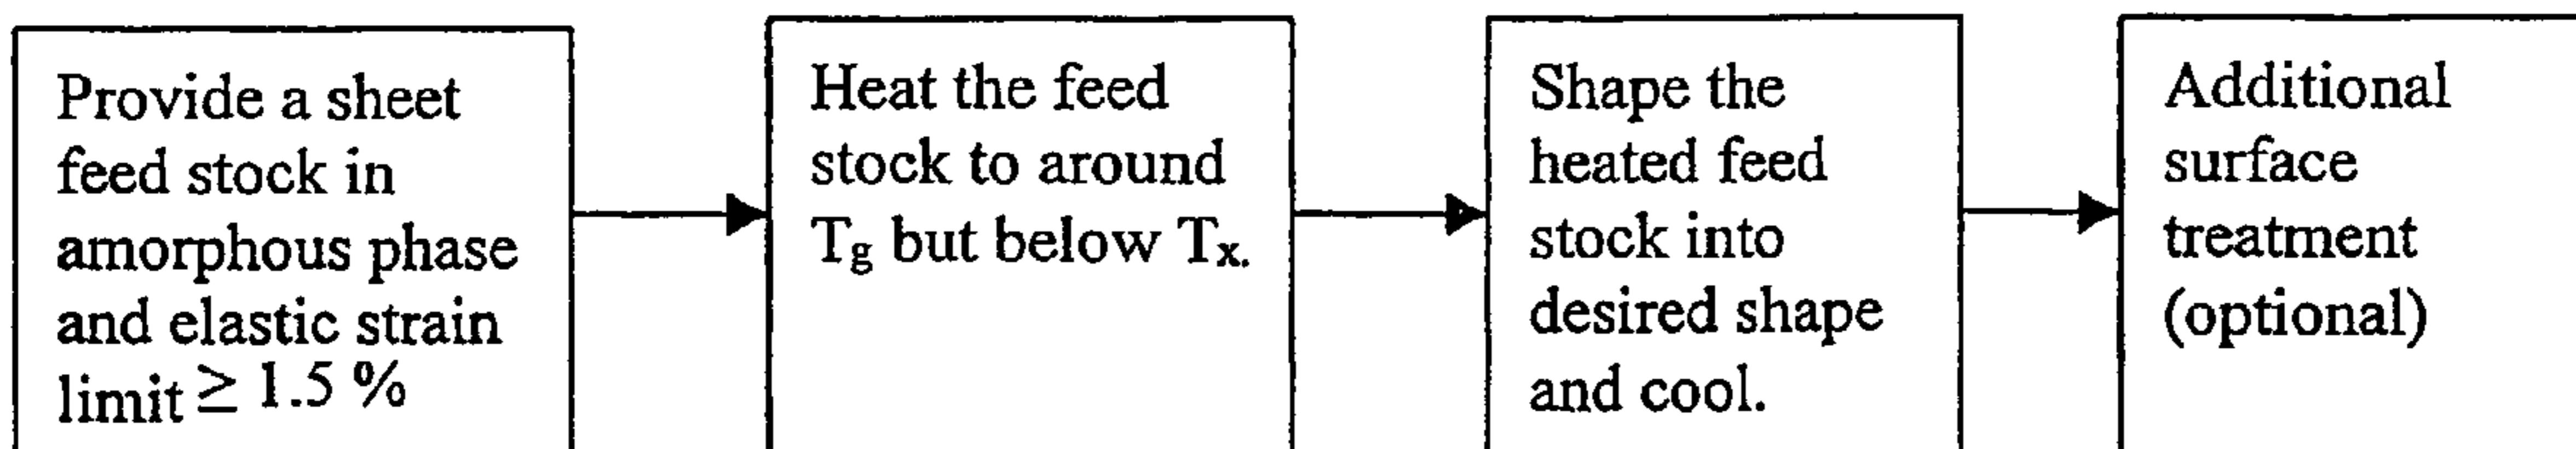 Provide a sheet
feed stock in
amorphous phase
and elastic strain
limit ≥ 1.5 %
Heat the feed
stock to around
Tg but below Tx.
Shape the
heated feed
stock into
desired shape
and cool.
Additional
surface
treatment
(optional)